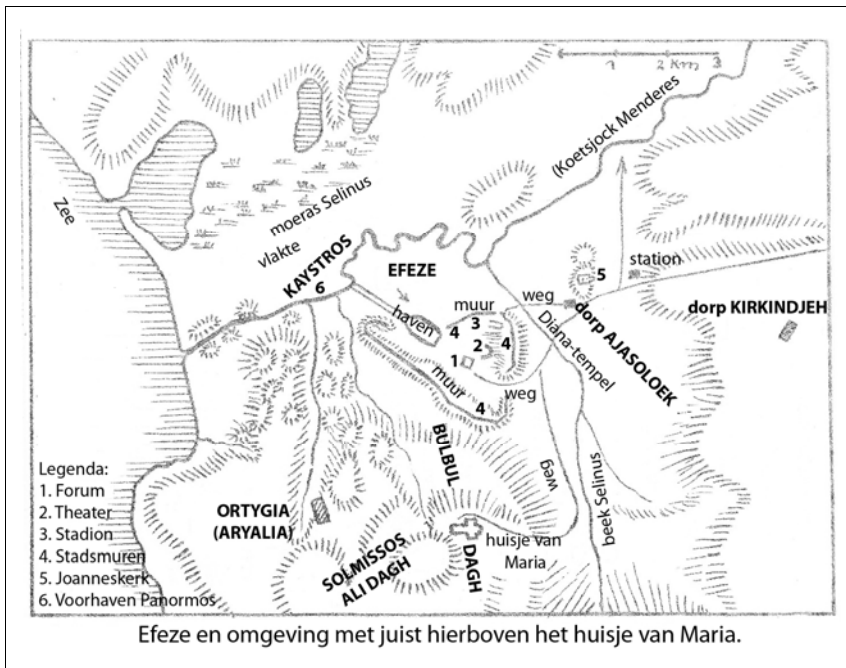 1 2 Km 3
(Koetsjock Menderes
Zee
moeras Selinus
vlakte
KAYSTROS
6
EFEZE
haven
muur
weg
5
station
dorp KIRKINDJEH
dorp AJASOLOEK
Diana-tempel
4
3
2
4
1
muur
4
weg
BULBUL
weg
beek Selinus
ORTYGIA
(ARYALIA)
SOLMISSOS
ALI DAGH
DAGH
huisje van
Maria
Legenda:
1. Forum
2. Theater
3. Stadion
4. Stadsmuren
5. Joanneskerk
6. Voorhaven Panormos
Efeze en omgeving met juist hierboven het huisje van Maria.